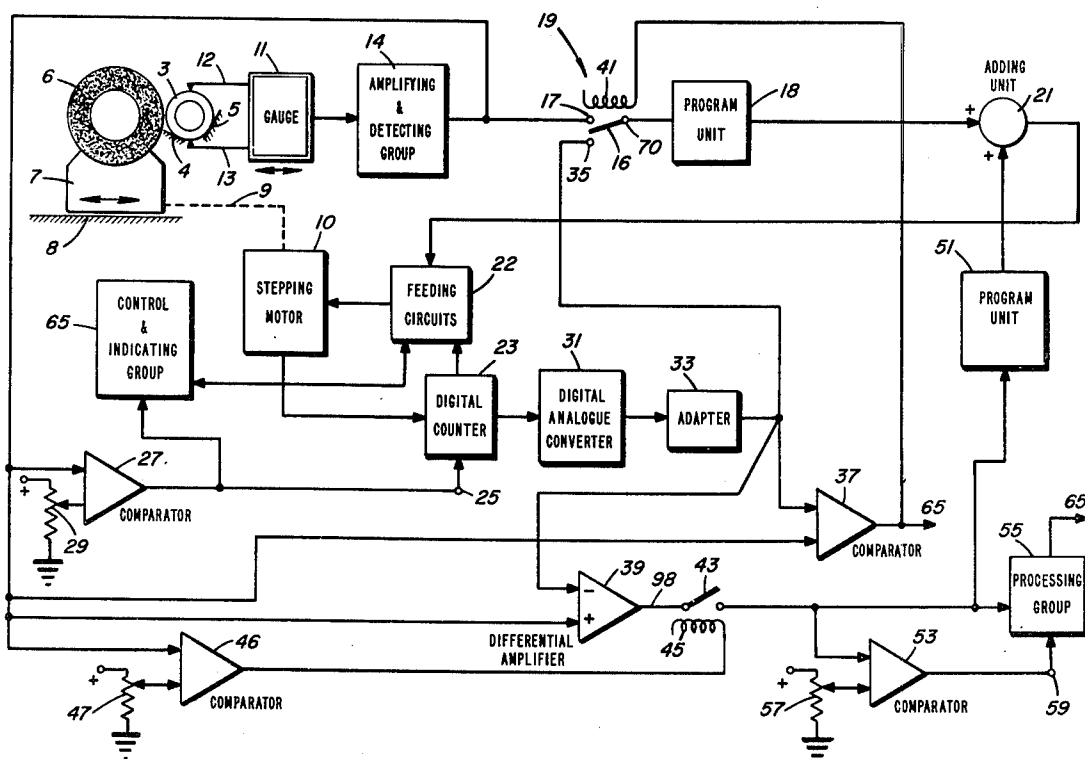 19
6
3
12
11
14
AMPLIFYING
&
DETECTING
GROUP
41
17
18
PROGRAM
UNIT
ADDING
UNIT
21
+
+
5
GAUGE
16
70
35
4
13
7
9
8
10
STEPPING
MOTOR
22
FEEDING
CIRCUITS
51
PROGRAM
UNIT
65
CONTROL
&
INDICATING
GROUP
23
DIGITAL
COUNTER
31
DIGITAL
ANALOGUE
CONVERTER
33
ADAPTER
27
+
29
COMPARATOR
25
37
COMPARATOR
65
65
55
PROCESSING
GROUP
39
-
+
98
43
45
DIFFERENTIAL
AMPLIFIER
46
+
47
COMPARATOR
53
+
57
COMPARATOR
59